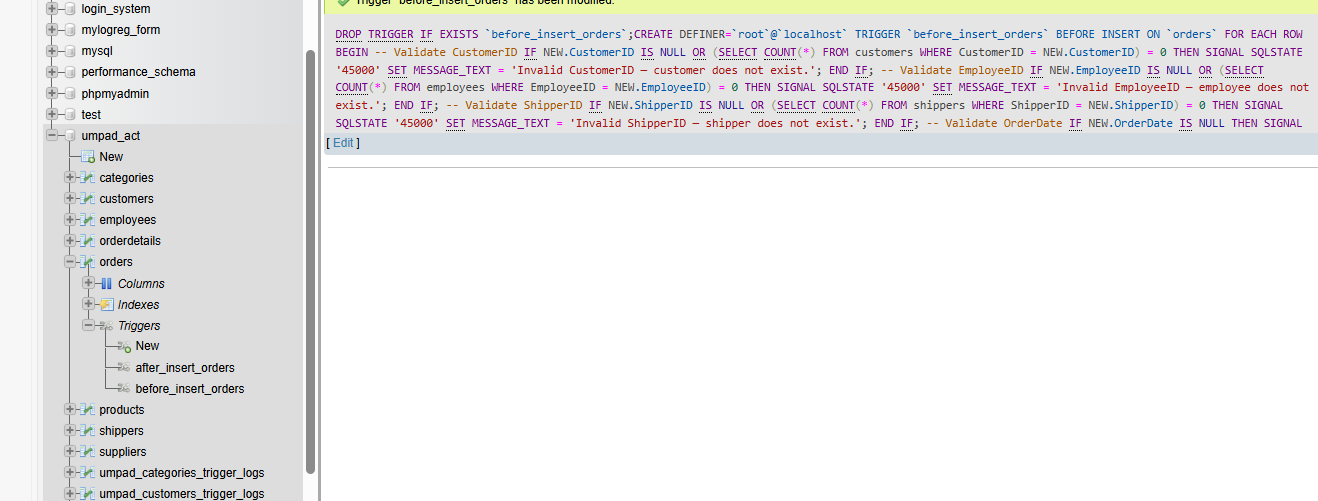 login_system
mylogreg_form
mysql
performance_schema
phpmyadmin
test
umpad_act
New
categories
customers
employees
orderdetails
orders
Columns
Indexes
Triggers
New
after_insert_orders
before_insert_orders
products
shippers
suppliers
umpad_categories_trigger_logs
umpad_customers_trigger_logs
Trigger `before_insert_orders` has been modified.
DROP TRIGGER IF EXISTS `before_insert_orders`;CREATE DEFINER=`root`@`localhost` TRIGGER `before_insert_orders` BEFORE INSERT ON `orders` FOR EACH ROW
BEGIN -- Validate CustomerID IF NEW.CustomerID IS NULL OR (SELECT COUNT(*) FROM customers WHERE CustomerID = NEW.CustomerID) = 0 THEN SIGNAL SQLSTATE
'45000' SET MESSAGE_TEXT = 'Invalid CustomerID — customer does not exist.'; END IF; -- Validate EmployeeID IF NEW.EmployeeID IS NULL OR (SELECT
COUNT(*) FROM employees WHERE EmployeeID = NEW.EmployeeID) = 0 THEN SIGNAL SQLSTATE '45000' SET MESSAGE_TEXT = 'Invalid EmployeeID — employee does not
exist.'; END IF; -- Validate ShipperID IF NEW.ShipperID IS NULL OR (SELECT COUNT(*) FROM shippers WHERE ShipperID = NEW.ShipperID) = 0 THEN SIGNAL
SQLSTATE '45000' SET MESSAGE_TEXT = 'Invalid ShipperID — shipper does not exist.'; END IF; -- Validate OrderDate IF NEW.OrderDate IS NULL THEN SIGNAL
[ Edit ]